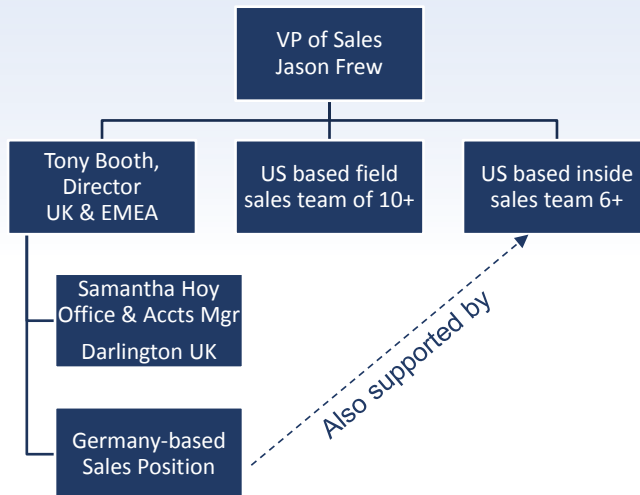 VP of Sales
Jason Frew
Tony Booth,
Director
UK & EMEA
US based field
sales team of 10+
US based inside
sales team 6+
Samantha Hoy
Office & Accts Mgr
Darlington UK
Germany-based
Sales Position
Also supported by